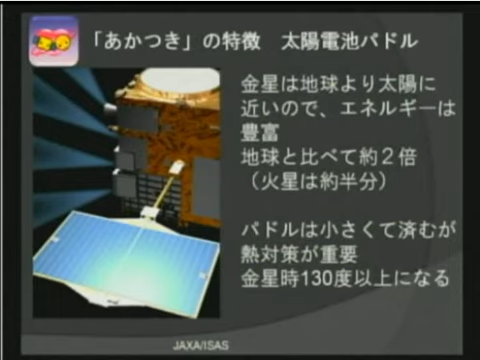 「あかつき」の特徴　太陽電池パドル
金星は地球より太陽に
近いので、エネルギーは
豊富
地球と比べて約２倍
（火星は約半分）
パドルは小さくて済むが
熱対策が重要
金星時130度以上になる
JAXA/ISAS